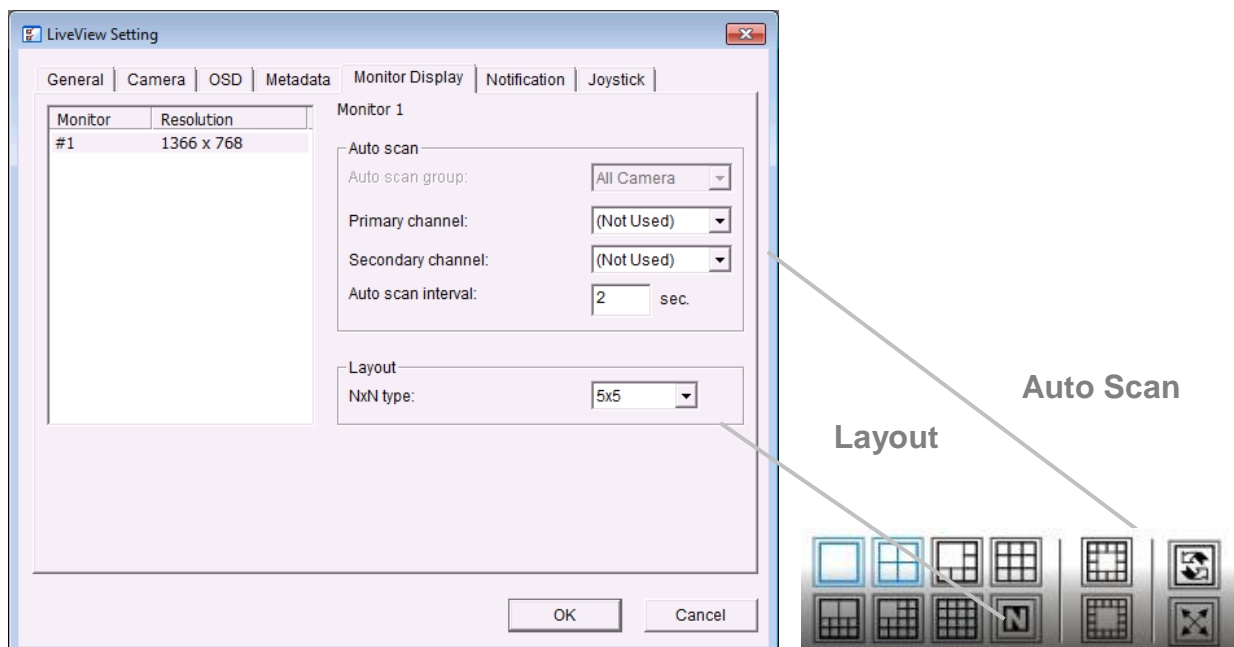 LiveView Setting
General Camera OSD Metadata Monitor Display Notification Joystick
Monitor Resolution
#1 1366 x 768
Monitor 1
Auto scan
Auto scan group: All Camera
Primary channel: (Not Used)
Secondary channel: (Not Used)
Auto scan interval: 2 sec.
Layout
NxN type: 5x5
OK Cancel
Auto Scan
Layout
N